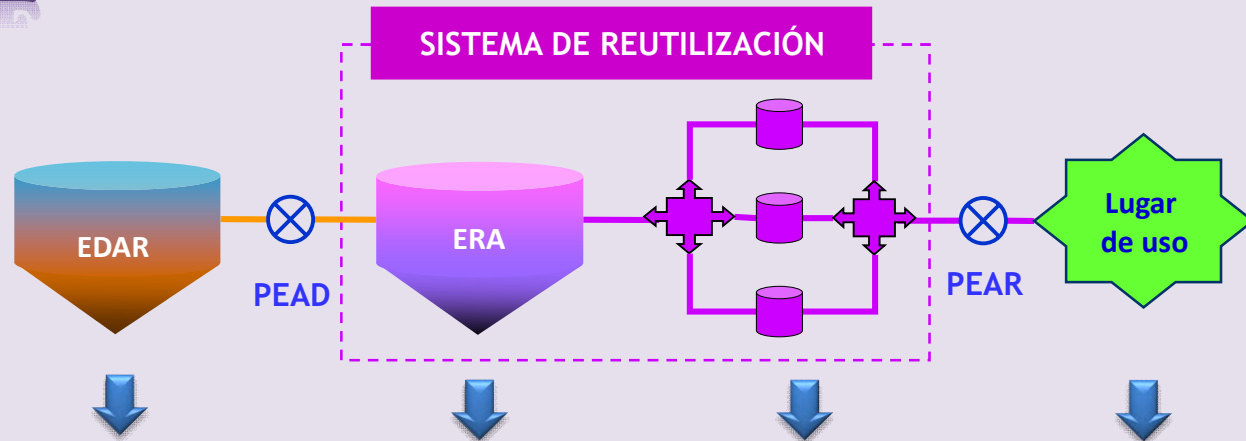 SISTEMA DE REUTILIZACIÓN
EDAR
PEAD
ERA
PEAR
Lugar
de uso